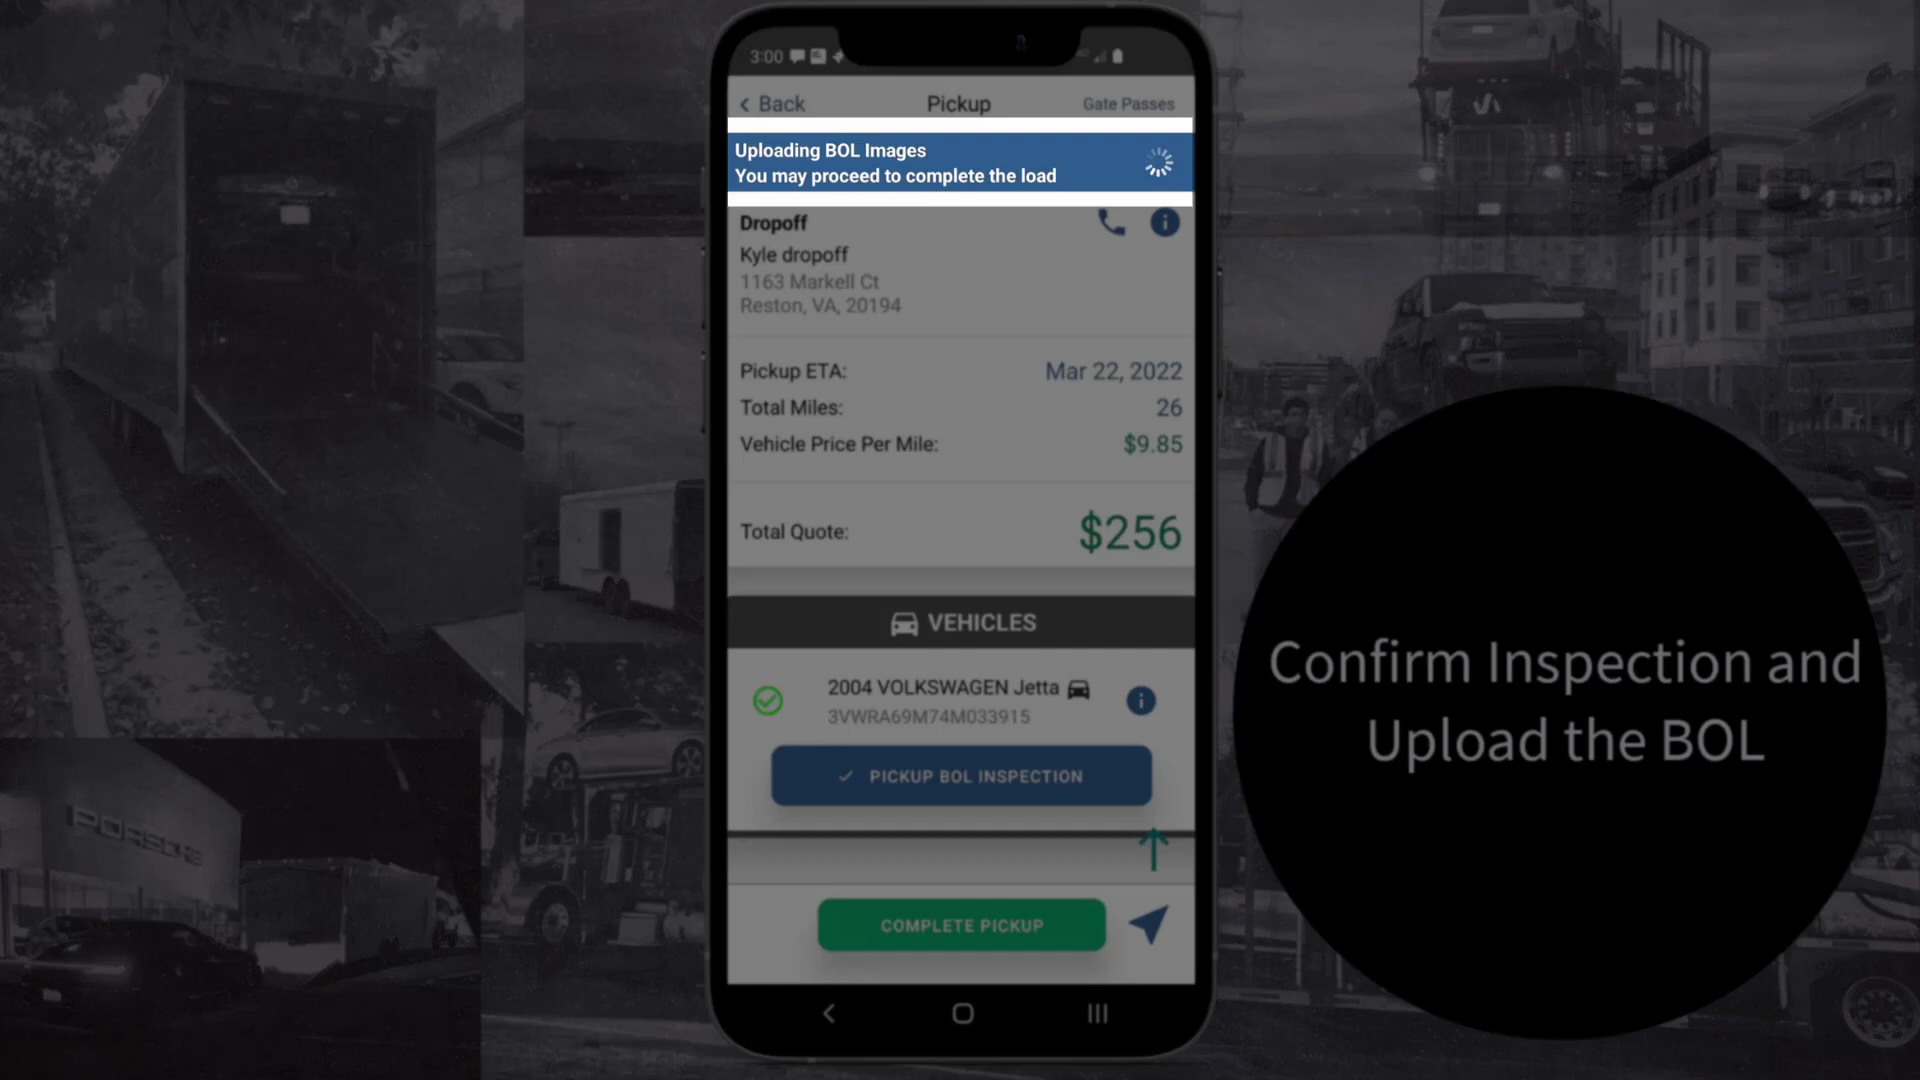 3:00
Back
Pickup
Gate Passes
Uploading BOL Images
You may proceed to complete the load
Dropoff
Kyle dropoff
1163 Markell Ct
Reston, VA, 20194
Pickup ETA: Mar 22, 2022
Total Miles: 26
Vehicle Price Per Mile: $9.85
Total Quote: $256
VEHICLES
2004 VOLKSWAGEN Jetta
3VWRA69M74M033915
PICKUP BOL INSPECTION
COMPLETE PICKUP
Confirm Inspection and
Upload the BOL
PORSCHE